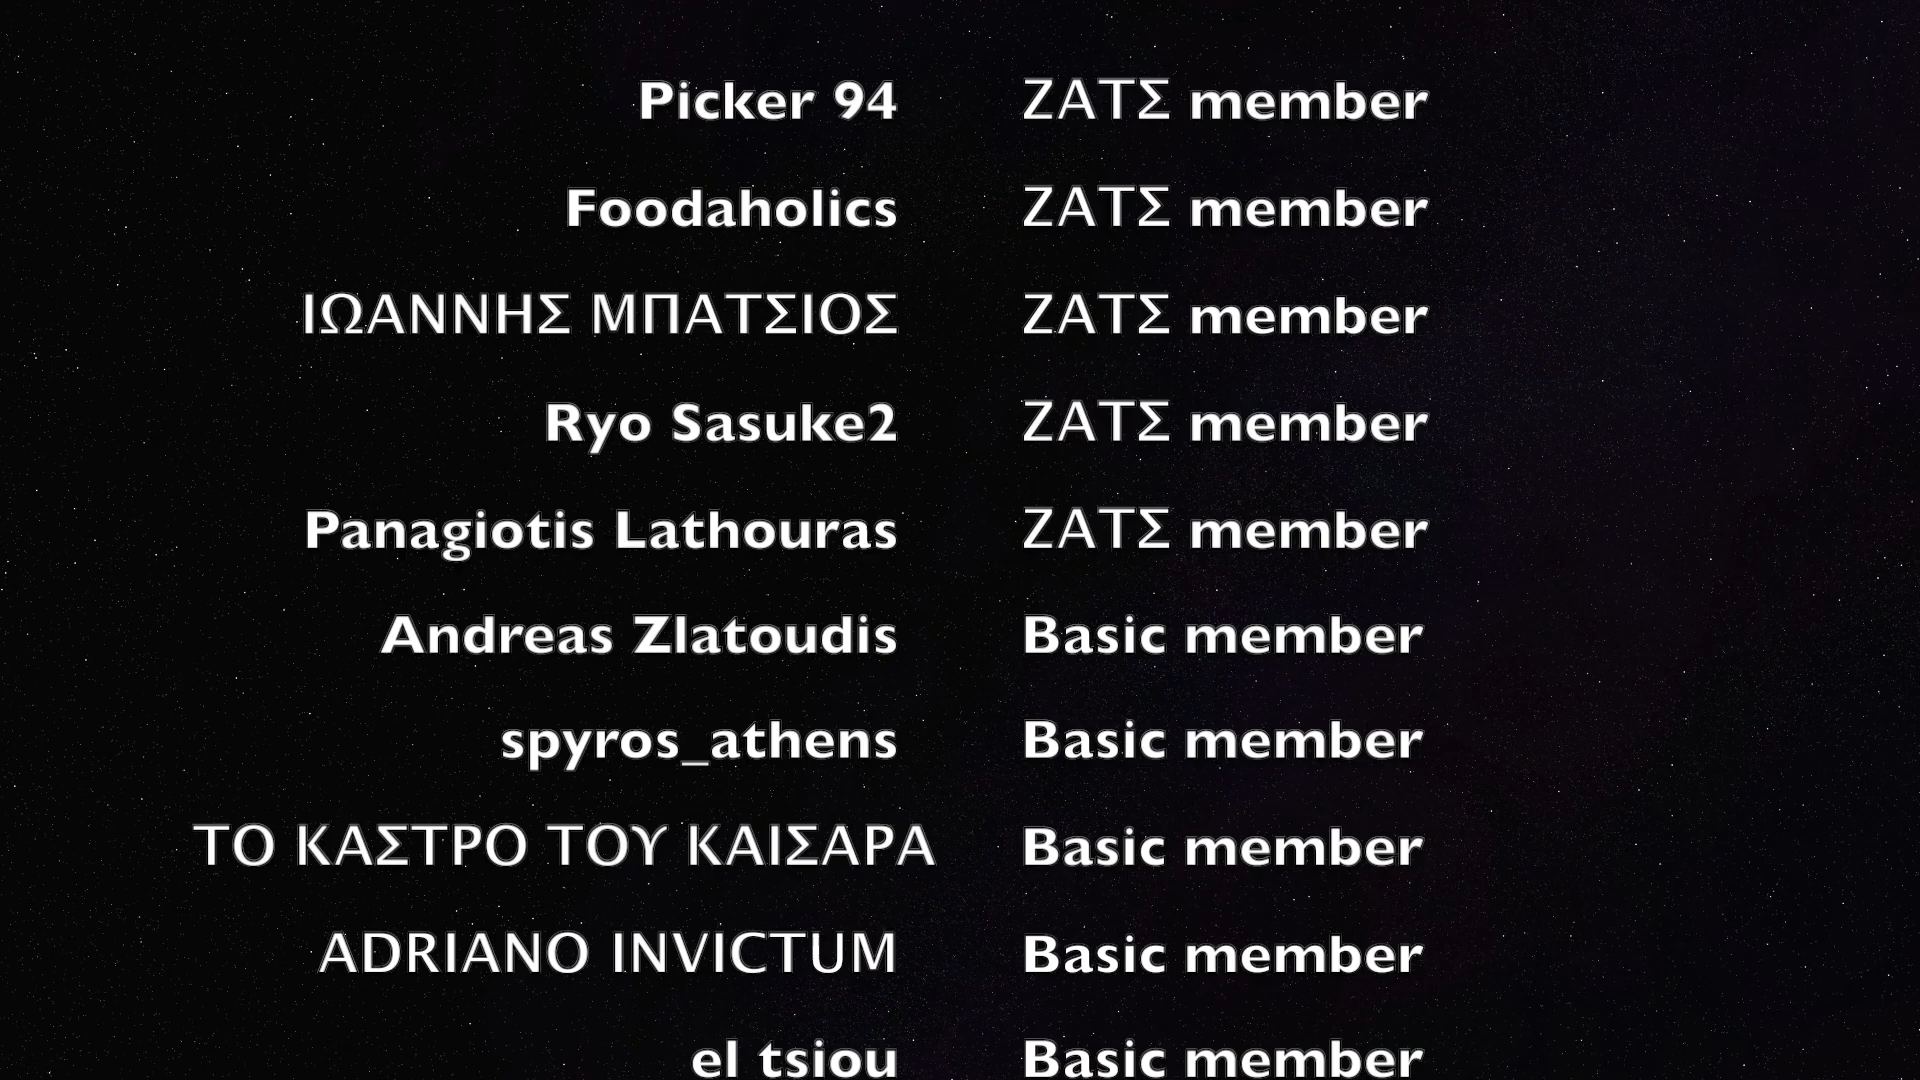 Picker 94 ΖΑΤΣ member
Foodaholics ΖΑΤΣ member
ΙΩΑΝΝΗΣ ΜΠΑΤΣΙΟΣ ΖΑΤΣ member
Ryo Sasuke2 ΖΑΤΣ member
Panagiotis Lathouras ΖΑΤΣ member
Andreas Zlatoudis Basic member
spyros_athens Basic member
ΤΟ ΚΑΣΤΡΟ ΤΟΥ ΚΑΙΣΑΡΑ Basic member
ADRIANO INVICTUM Basic member
el tsiou Basic member